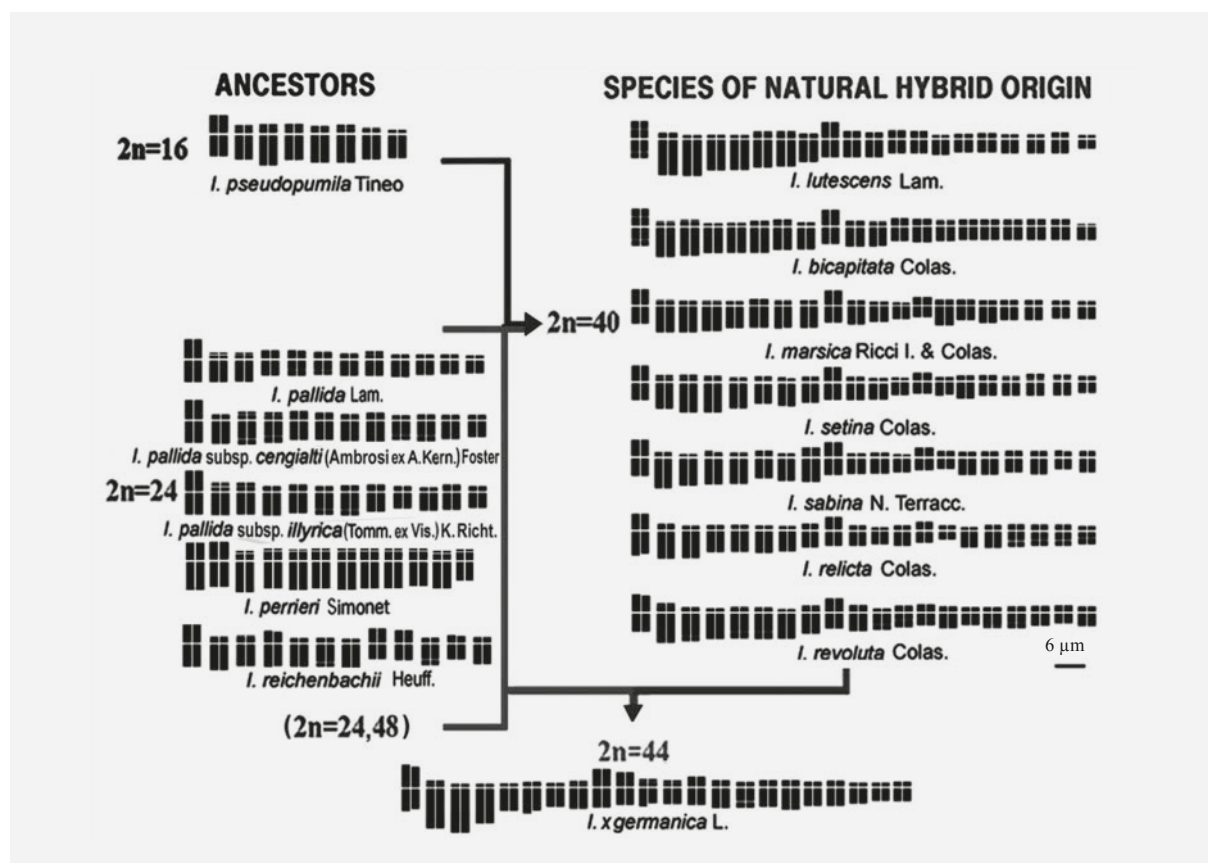 ANCESTORS
2n=16
I. pseudopumila Tineo
I. pallida Lam.
I. pallida subsp. cengialti (Ambrosi ex A.Kern.) Foster
2n=24
I. pallida subsp. illyrica (Tomm. ex Vis.) K. Richt.
I. perrieri Simonet
I. reichenbachii Heuff.
(2n=24,48)
SPECIES OF NATURAL HYBRID ORIGIN
I. lutescens Lam.
I. bicapitata Colas.
2n=40
I. marsica Ricci I. & Colas.
I. setina Colas.
I. sabina N. Terracc.
I. relicta Colas.
I. revoluta Colas.
6 µm
2n=44
I. x germanica L.